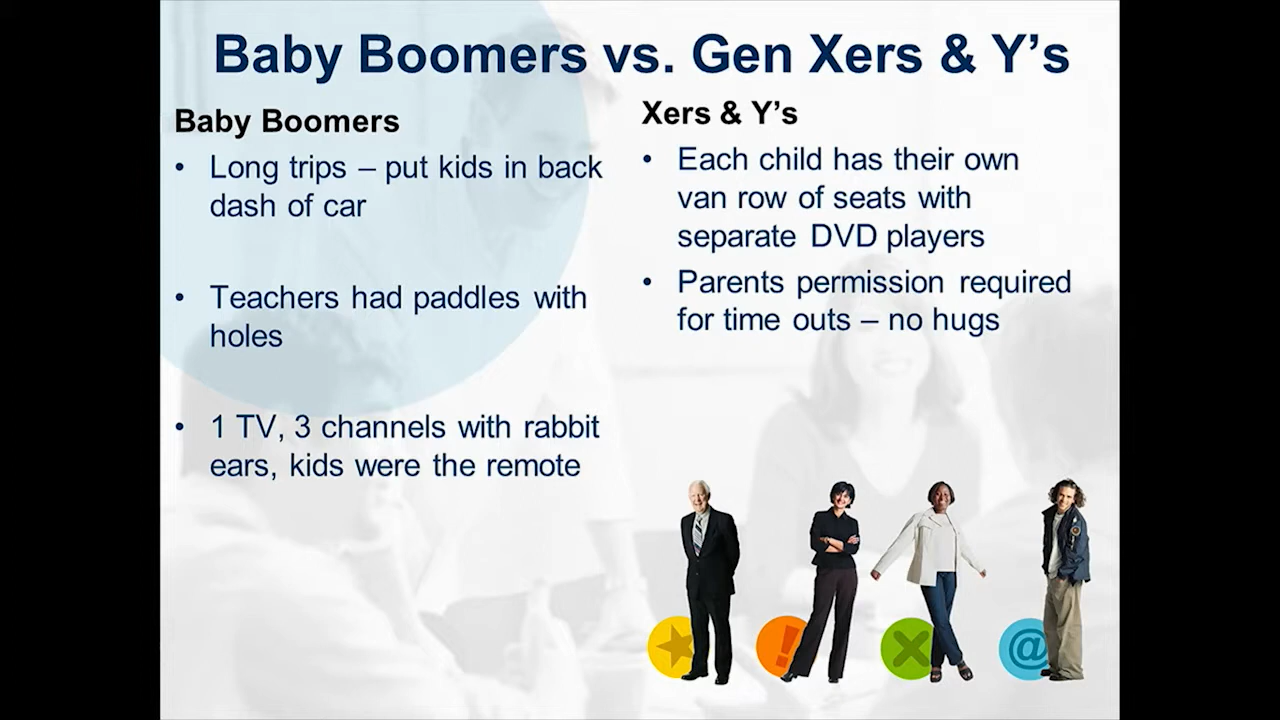 Baby Boomers vs. Gen Xers & Y’s
Baby Boomers
• Long trips – put kids in back
dash of car
• Teachers had paddles with
holes
• 1 TV, 3 channels with rabbit
ears, kids were the remote
Xers & Y’s
• Each child has their own
van row of seats with
separate DVD players
• Parents permission required
for time outs – no hugs
! @